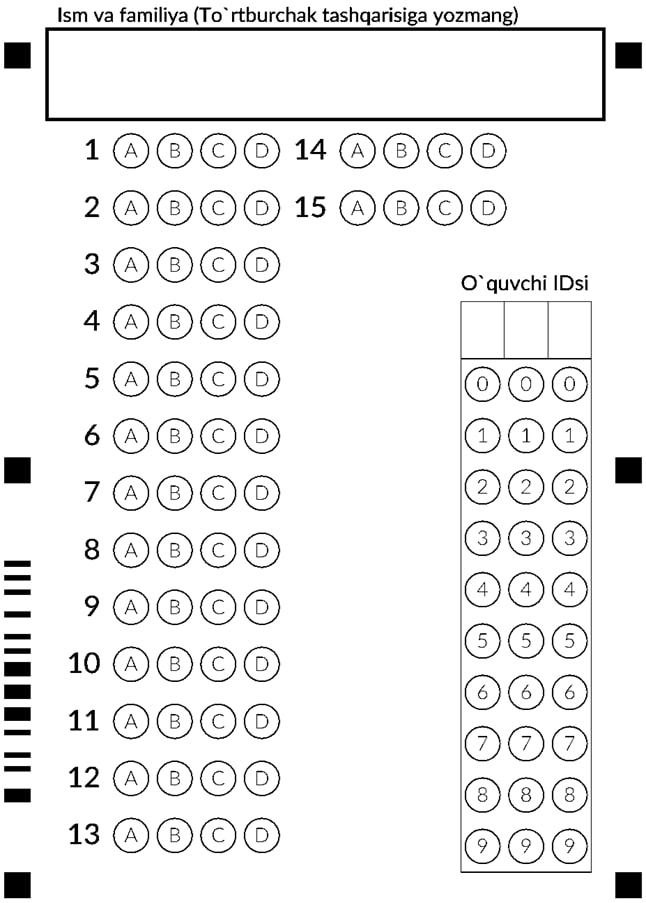 Ism va familiya (To`rtburchak tashqarisiga yozmang)
1 A B C D 14 A B C D
2 A B C D 15 A B C D
3 A B C D
4 A B C D
5 A B C D
6 A B C D
7 A B C D
8 A B C D
9 A B C D
10 A B C D
11 A B C D
12 A B C D
13 A B C D
O`quvchi IDsi
0 0 0
1 1 1
2 2 2
3 3 3
4 4 4
5 5 5
6 6 6
7 7 7
8 8 8
9 9 9